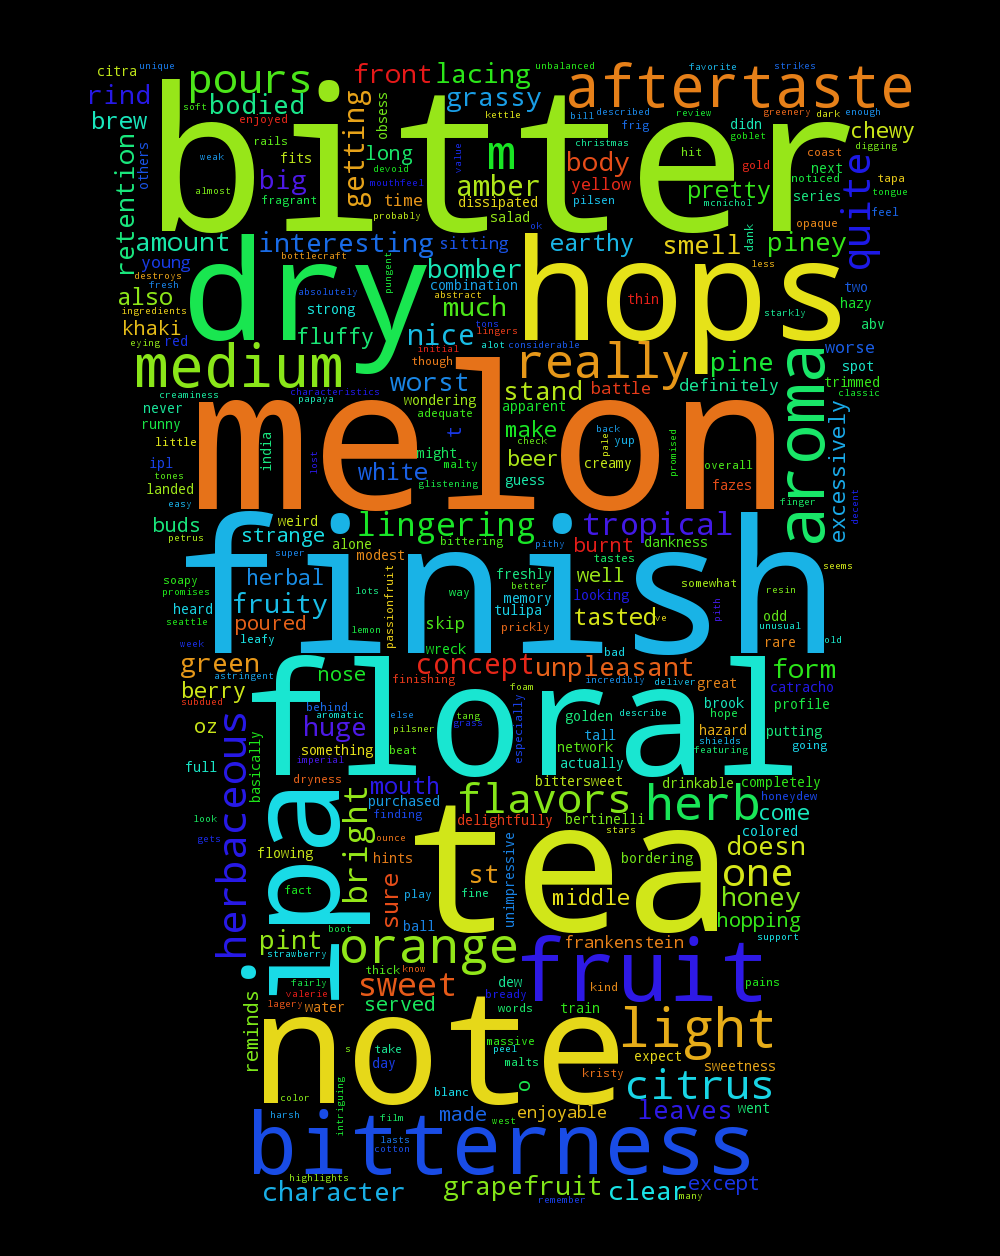 citra unique pours front lacing unbalanced favorite strikes aftertaste
rind soft bodied getting obsess grassy kettle bill described review greenery dark enough
brew enjoyed bitter frig didn goblet coast chewy
retention others weak rails fits long devoid m christmas hit gold digging
almost fragrant big mouthfeel value amber body yellow pretty noticed next tapa tongue
time probably dissipated salad pilsen mcnichol series quite feel
amount interesting sitting ok earthy smell dank piney opaque
young bottlecraft dry pungent bomber hops less
destroys fresh absolutely combination thin two
also ingredients strong abstract much starkly hazy
khaki eying red fluffy nice tons lingers alot considerable abv
medium initial though really pine worse spot
creaminess characteristics worst wondering stand battle definitely aroma trimmed classic
never runny papaya adequate apparent melon excessively
little india t make check back yup promised
ipl tones lost white might malty beer pale creamy overall
landed easy glistening guess fazes finger decent
buds petrus weird strange lingering tropical
alone bittering pithy burnt dankness
super modest tastes seems
soapy promises herbal passionfruit freshly better well somewhat resin
heard fruity lots way memory looking pith
seattle poured finish lemon skip tulipa prickly tasted ve odd unusual
week leafy wreck bad rare old
green astringent nose concept unpleasant form
berry subdued finishing incredibly deliver great catracho
oz behind aromatic else foam floral brook hope profile
huge tang grass especially golden describe hazard putting
something pilsner beat tall network shields featuring going
full basically imperial actually
herbaceous dryness mouth bittersweet drinkable completely
look purchased flavors herb honeydew come
gets finding delightfully bertinelli colored
ipa bright ounce stars doesn
flowing hints tea unimpressive bordering
fact sure play st fine middle one honey
boot ball hopping
pint strawberry orange frankenstein support
thick know fruit
fairly sweet dew kind pains
reminds valerie lagery water served bready words train light
note massive
s take day peel malts expect sweetness
color intriguing blanc o kristy citrus
harsh film made west enjoyable leaves went
bitterness lasts cotton
highlights character grapefruit remember clear many except